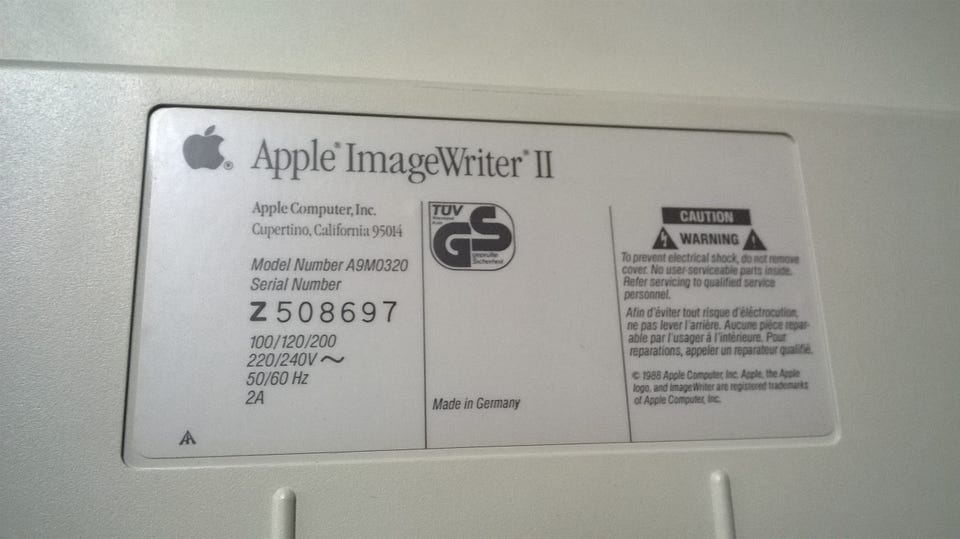 Apple® ImageWriter® II
Apple Computer, Inc.
Cupertino, California 95014
Model Number A9M0320
Serial Number
Z508697
100/120/200
220/240V ~
50/60 Hz
2A
TÜV
GS
geprüfte
Sicherheit
Made in Germany
CAUTION
WARNING
To prevent electrical shock, do not remove
cover. No user-serviceable parts inside.
Refer servicing to qualified service
personnel.
Afin d'éviter tout risque d'éléctrocution,
ne pas lever l'arrière. Aucune pièce repar-
able par l'usager à l'intérieure. Pour
reparations, appeler un reparateur qualifié.
© 1988 Apple Computer, Inc. Apple, the Apple
logo, and ImageWriter are registered trademarks
of Apple Computer, Inc.